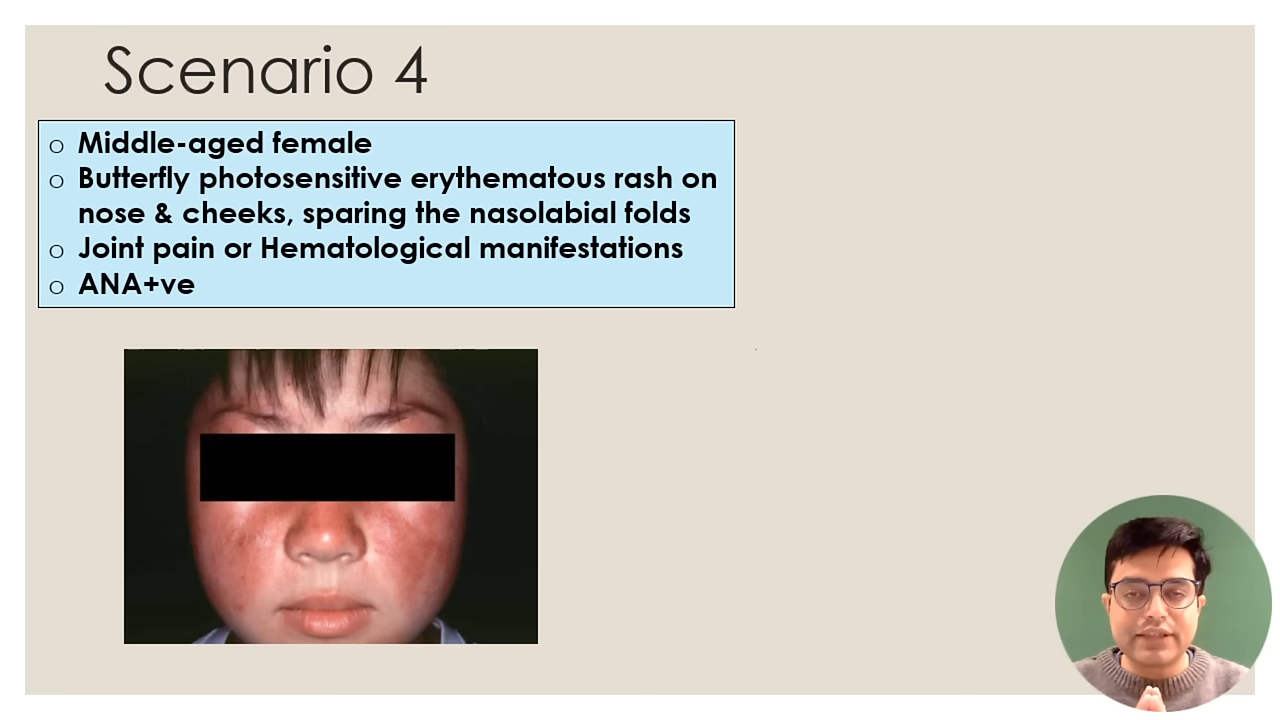 Scenario 4
o Middle-aged female
o Butterfly photosensitive erythematous rash on
nose & cheeks, sparing the nasolabial folds
o Joint pain or Hematological manifestations
o ANA+ve